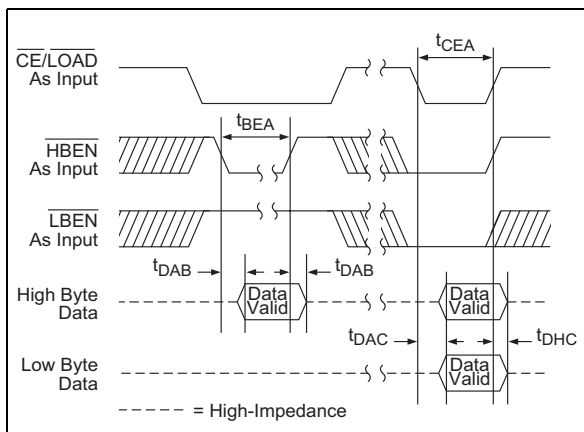 CE/LOAD
As Input
tCEA
tBEA
HBEN
As Input
LBEN
As Input
tDAB
tDAB
High Byte
Data
Data
Valid
Data
Valid
tDAC
tDHC
Low Byte
Data
Data
Valid
= High-Impedance